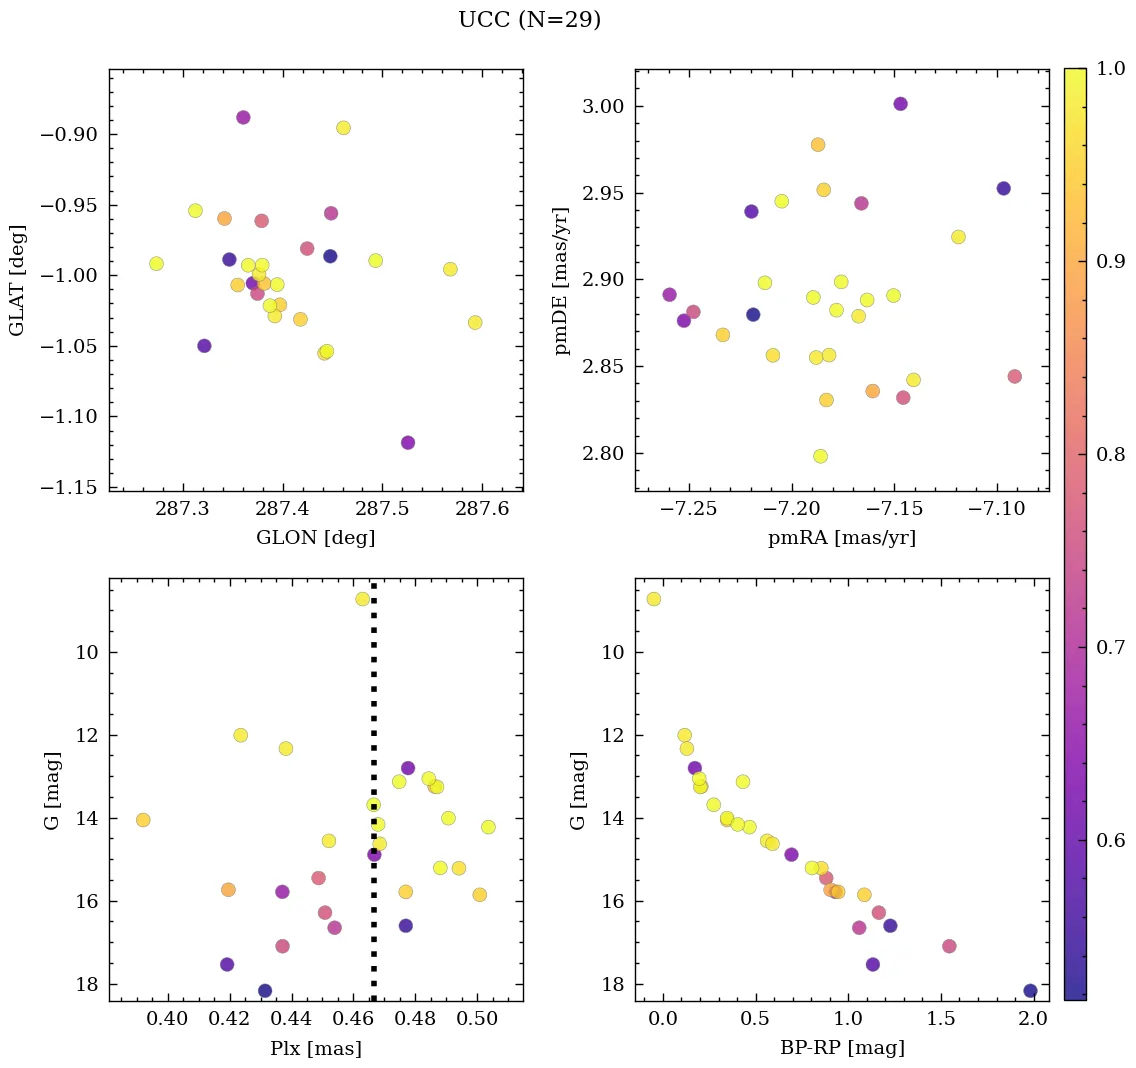 UCC (N=29)
−0.90
−0.95
−1.00
−1.05
−1.10
−1.15
GLAT [deg]
287.3 287.4 287.5 287.6
GLON [deg]
3.00
2.95
2.90
2.85
2.80
pmDE [mas/yr]
−7.25 −7.20 −7.15 −7.10
pmRA [mas/yr]
10
12
14
16
18
G [mag]
0.40 0.42 0.44 0.46 0.48 0.50
Plx [mas]
10
12
14
16
18
G [mag]
0.0 0.5 1.0 1.5 2.0
BP-RP [mag]
1.0
0.9
0.8
0.7
0.6